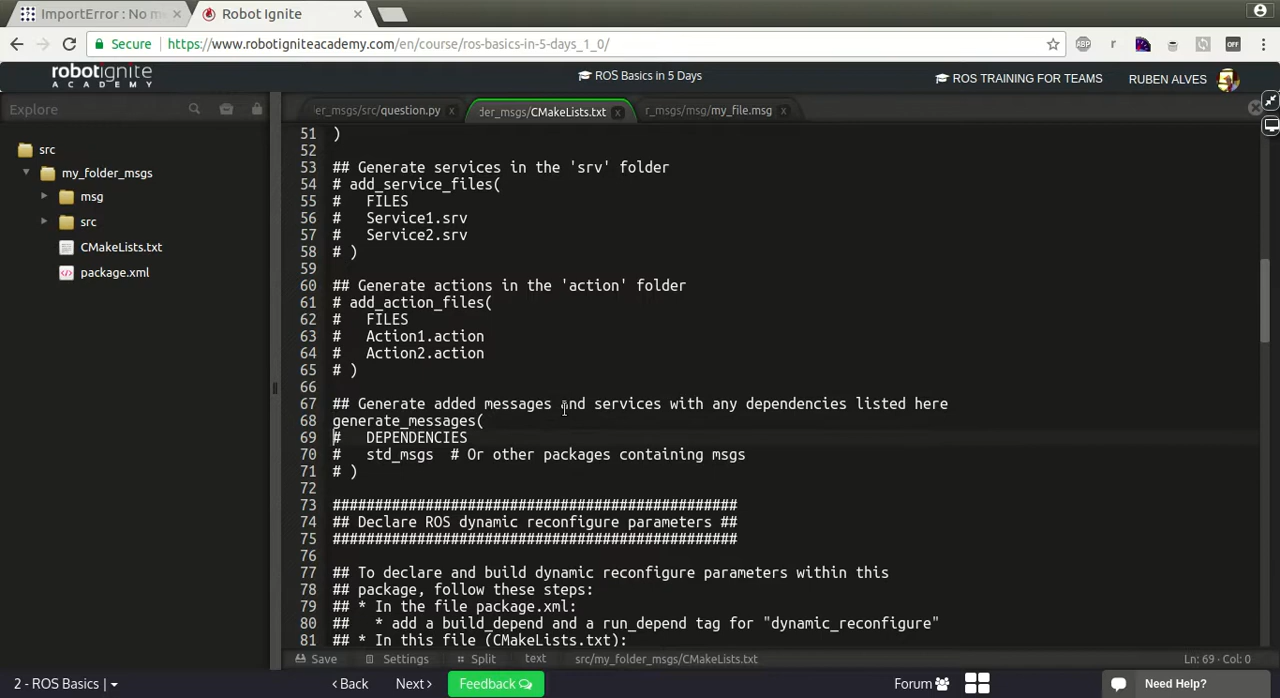 ImportError : No m
Robot Ignite
Secure
https://www.robotigniteacademy.com/en/course/ros-basics-in-5-days_1_0/
ABP
r
OFF
robotignite
ACADEMY
ROS Basics in 5 Days
ROS TRAINING FOR TEAMS
RUBEN ALVES
Explore
der_msgs/src/question.py
der_msgs/CMakeLists.txt
r_msgs/msg/my_file.msg
src
my_folder_msgs
msg
src
CMakeLists.txt
package.xml
51 )
52
53 ## Generate services in the 'srv' folder
54 # add_service_files(
55 #   FILES
56 #   Service1.srv
57 #   Service2.srv
58 # )
59
60 ## Generate actions in the 'action' folder
61 # add_action_files(
62 #   FILES
63 #   Action1.action
64 #   Action2.action
65 # )
66
67 ## Generate added messages and services with any dependencies listed here
68 generate_messages(
69 #   DEPENDENCIES
70 #   std_msgs  # Or other packages containing msgs
71 # )
72
73 ################################################
74 ## Declare ROS dynamic reconfigure parameters ##
75 ################################################
76
77 ## To declare and build dynamic reconfigure parameters within this
78 ## package, follow these steps:
79 ## * In the file package.xml:
80 ##   * add a build_depend and a run_depend tag for "dynamic_reconfigure"
81 ## * In this file (CMakeLists.txt):
Save Settings Split text src/my_folder_msgs/CMakeLists.txt Ln: 69 · Col: 0
2 - ROS Basics |
Back
Next
Feedback
Forum
Need Help?